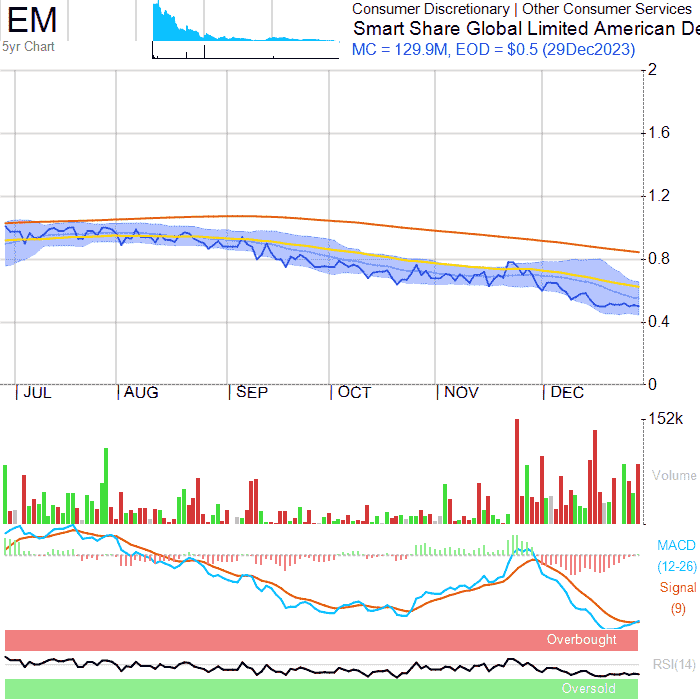 EM
5yr Chart
Consumer Discretionary | Other Consumer Services
Smart Share Global Limited American De
MC = 129.9M, EOD = $0.5 (29Dec2023)
2
1.6
1.2
0.8
0.4
0
JUL AUG SEP OCT NOV DEC
152k
Volume
MACD
(12-26)
Signal
(9)
Overbought
RSI(14)
Oversold